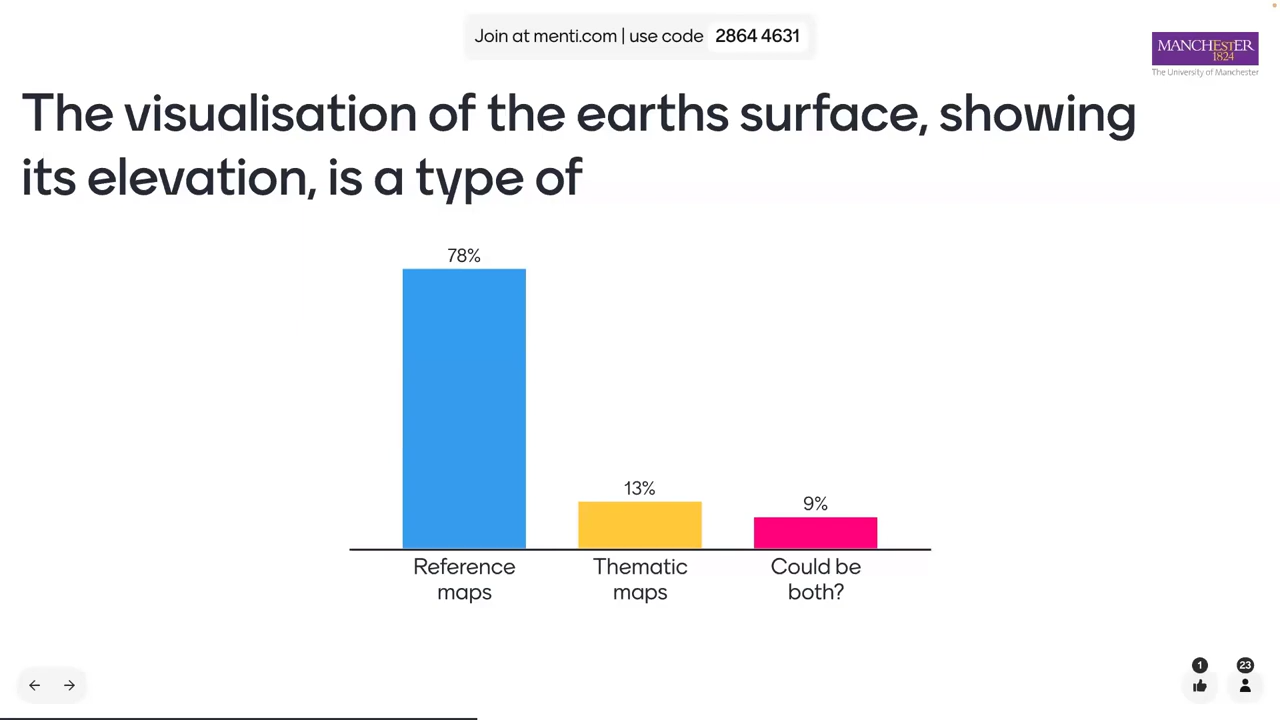 Join at menti.com | use code 2864 4631
MANCHESTER
1824
The University of Manchester
The visualisation of the earths surface, showing
its elevation, is a type of
78%
13%
9%
Reference
maps
Thematic
maps
Could be
both?
1
23